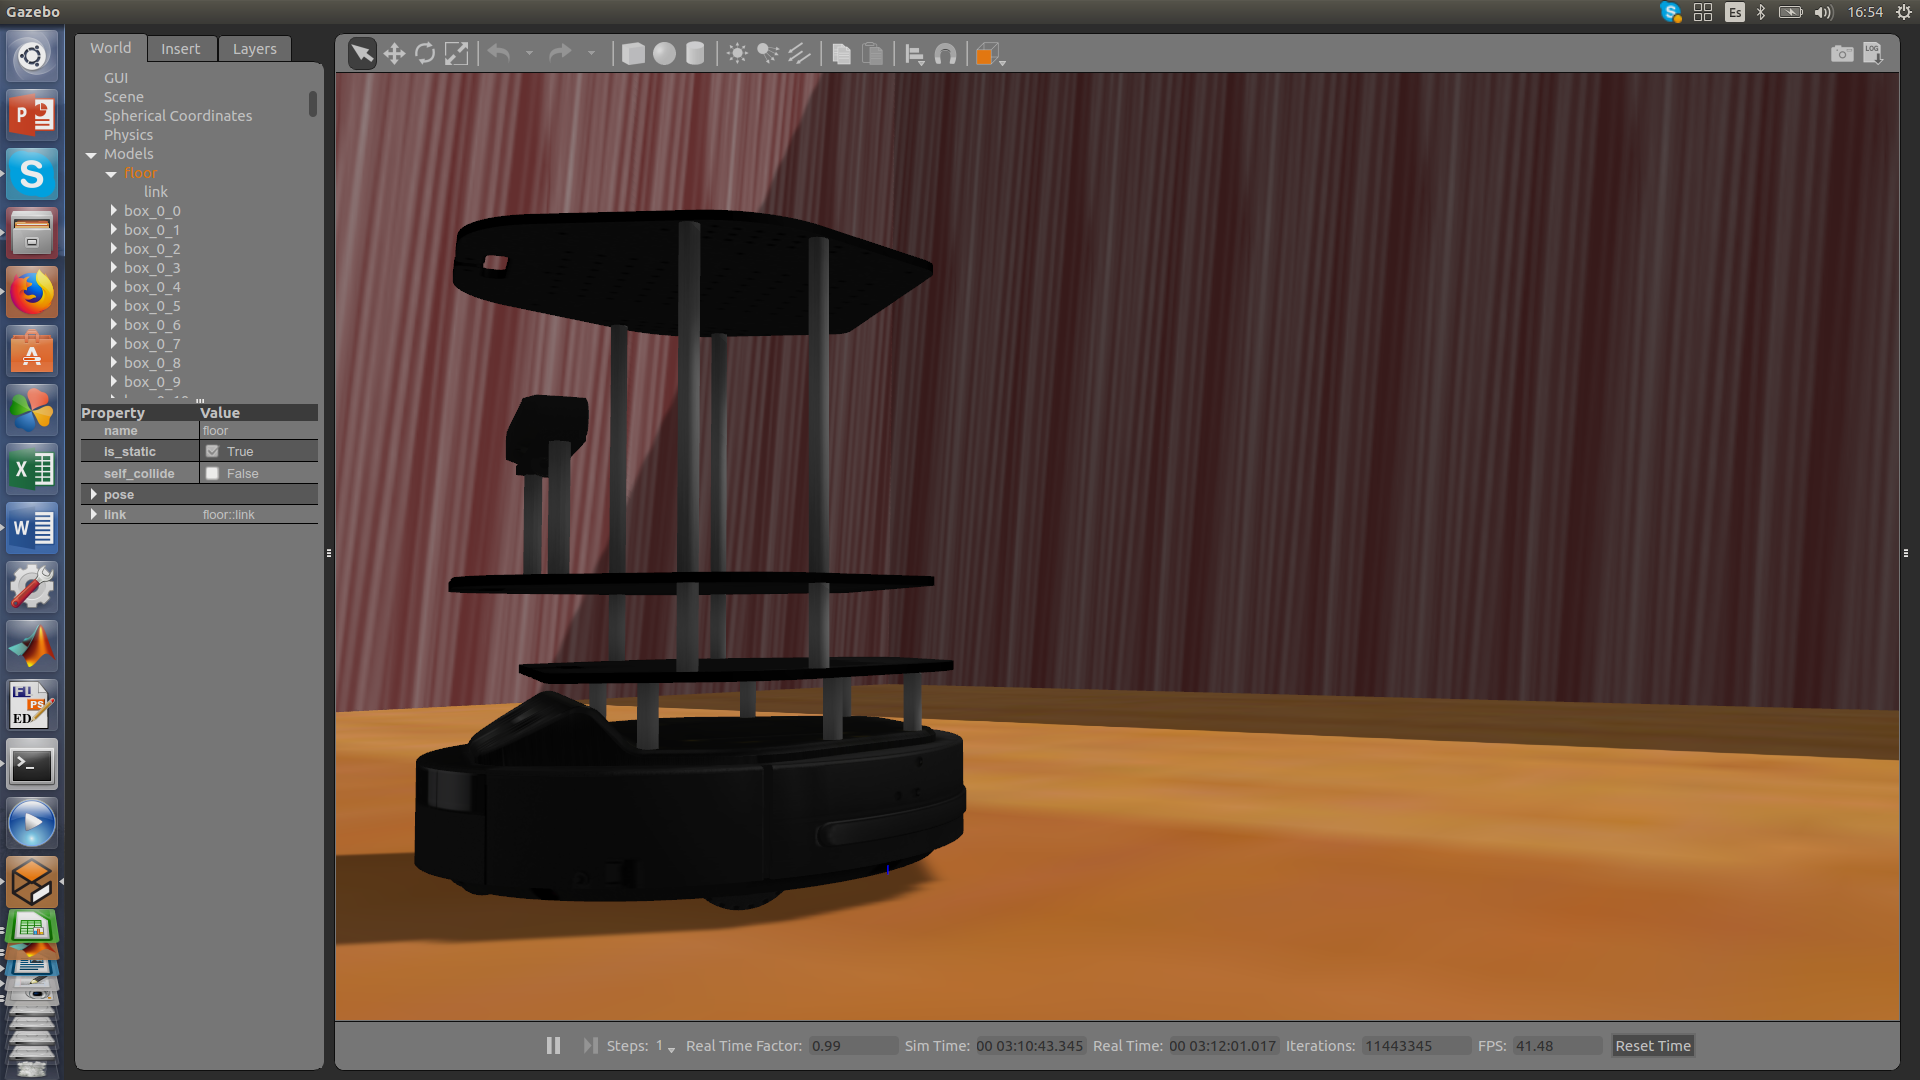 Gazebo
Es
16:54
World
Insert
Layers
GUI
Scene
Spherical Coordinates
Physics
Models
floor
link
box_0_0
box_0_1
box_0_2
box_0_3
box_0_4
box_0_5
box_0_6
box_0_7
box_0_8
box_0_9
Property Value
name floor
is_static True
self_collide False
pose
link floor::link
LOG
Steps: 1 Real Time Factor: 0.99 Sim Time: 00 03:10:43.345 Real Time: 00 03:12:01.017 Iterations: 11443345 FPS: 41.48 Reset Time